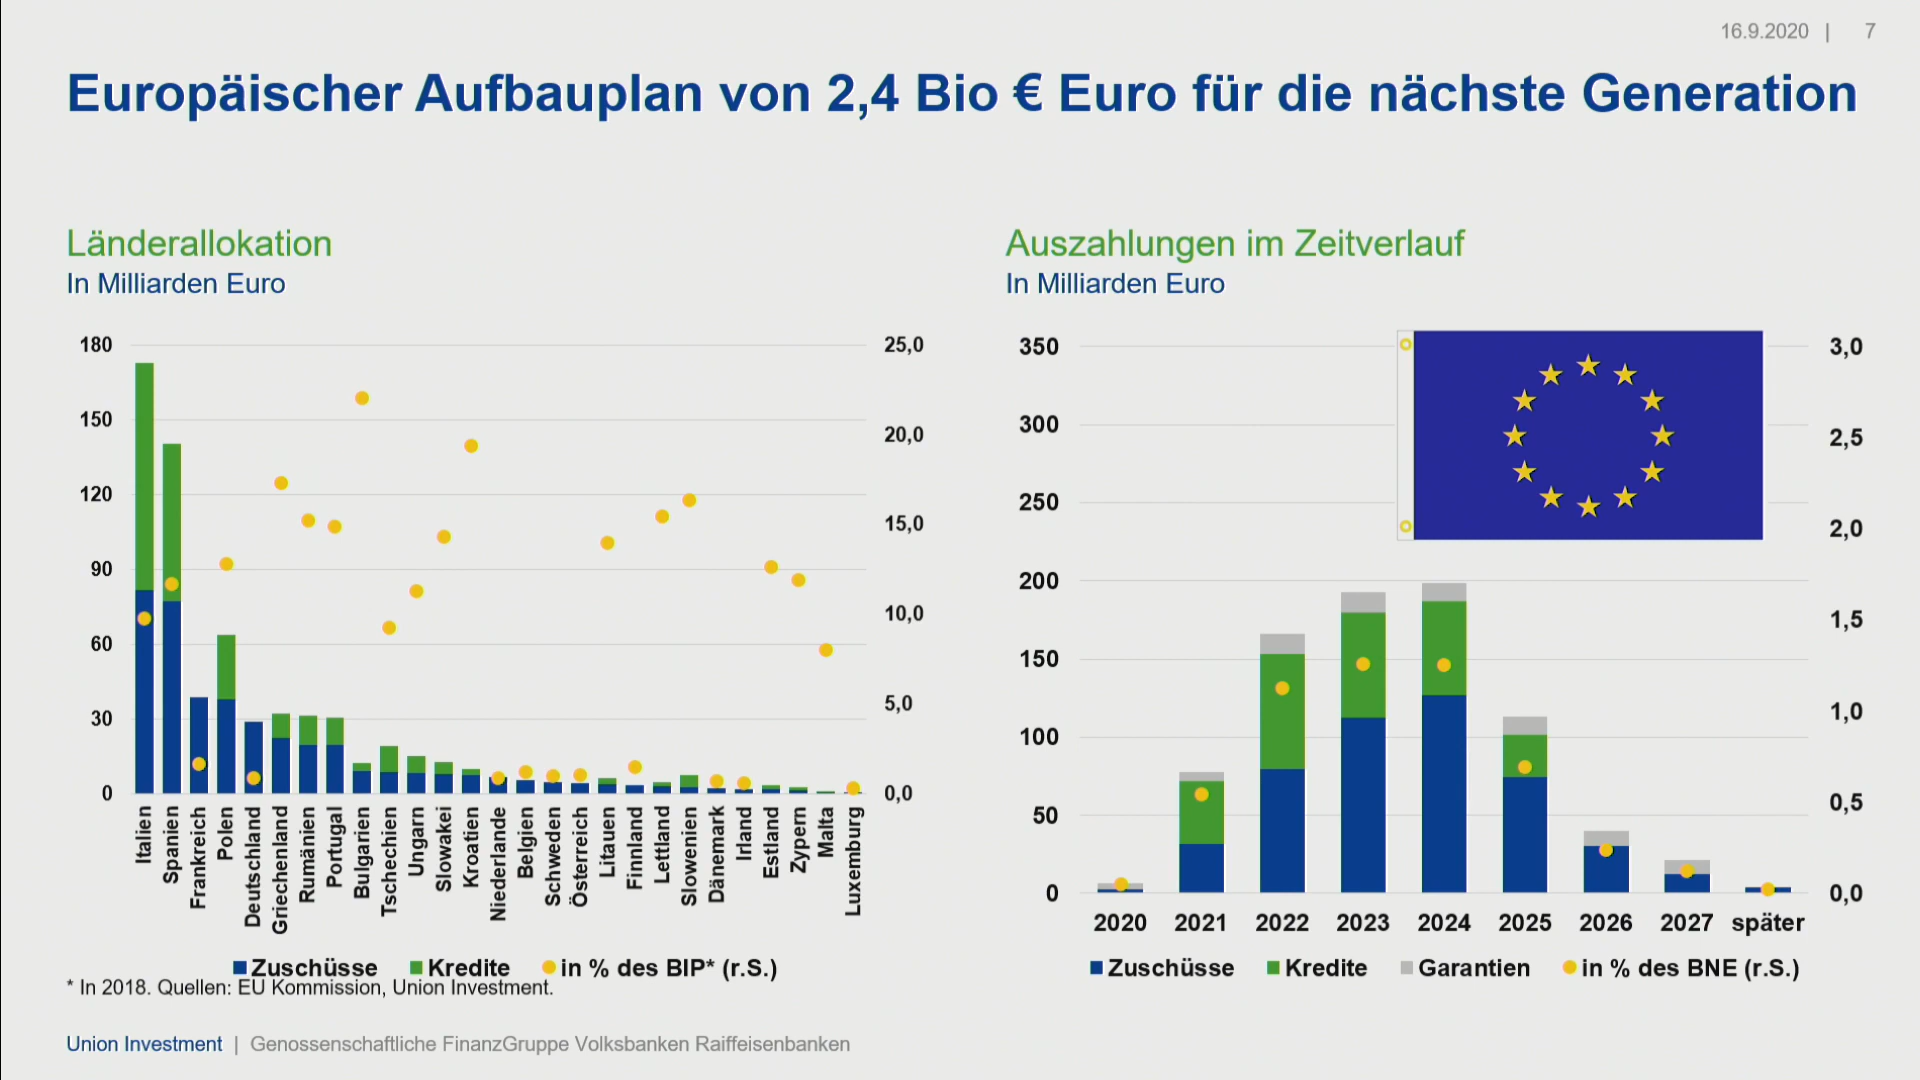 16.9.2020 | 7
Europäischer Aufbauplan von 2,4 Bio € Euro für die nächste Generation
Länderallokation
In Milliarden Euro
180
150
120
90
60
30
0
25,0
20,0
15,0
10,0
5,0
0,0
Italien
Spanien
Frankreich
Polen
Deutschland
Griechenland
Rumänien
Portugal
Bulgarien
Tschechien
Ungarn
Slowakei
Kroatien
Niederlande
Belgien
Schweden
Österreich
Litauen
Finnland
Lettland
Slowenien
Dänemark
Irland
Estland
Zypern
Malta
Luxemburg
Zuschüsse Kredite in % des BIP* (r.S.)
* In 2018. Quellen: EU Kommission, Union Investment.
Auszahlungen im Zeitverlauf
In Milliarden Euro
350
300
250
200
150
100
50
0
3,0
2,5
2,0
1,5
1,0
0,5
0,0
2020 2021 2022 2023 2024 2025 2026 2027 später
Zuschüsse Kredite Garantien in % des BNE (r.S.)
Union Investment | Genossenschaftliche FinanzGruppe Volksbanken Raiffeisenbanken